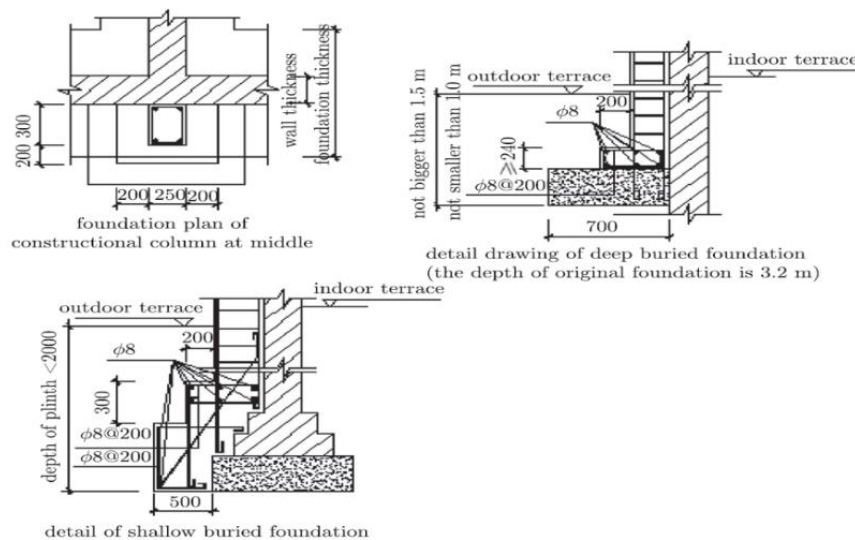 200 300
wall thickness
foundation thickness
200 250 200
foundation plan of
constructional column at middle
indoor terrace
outdoor terrace
not bigger than 1.5 m
not smaller than 1.0 m
200
ϕ8
⩾240
ϕ8@200
700
detail drawing of deep buried foundation
(the depth of original foundation is 3.2 m)
indoor terrace
outdoor terrace
depth of plinth <2000
200
ϕ8
300
ϕ8@200
ϕ8@200
500
detail of shallow buried foundation